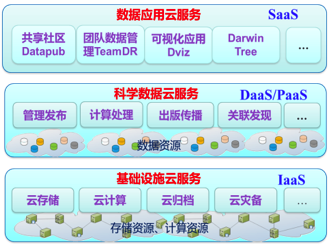 数据应用云服务 SaaS
共享社区 团队数据管 可视化应用 Darwin
Datapub 理TeamDR Dviz Tree ...
科学数据云服务 DaaS/PaaS
管理发布 计算处理 出版传播 关联发现 ...
数据资源
基础设施云服务 IaaS
云存储 云计算 云归档 云灾备 ...
存储资源、计算资源